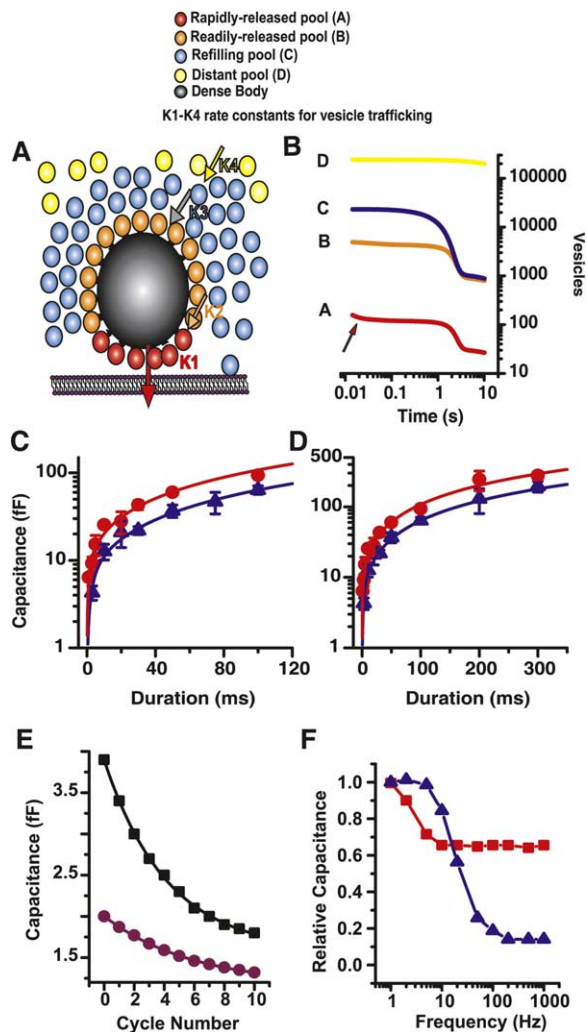 Rapidly-released pool (A)
Readily-released pool (B)
Refilling pool (C)
Distant pool (D)
Dense Body
K1-K4 rate constants for vesicle trafficking
A
K4
K3
K2
K1
B
D
C
B
A
100000
10000
1000
100
10
Vesicles
0.01 0.1 1 10
Time (s)
C
Capacitance (fF)
100
10
1
0 40 80 120
Duration (ms)
D
500
100
10
1
0 100 200 300
Duration (ms)
E
Capacitance (fF)
3.5
2.5
1.5
0 2 4 6 8 10
Cycle Number
F
Relative Capacitance
1.0
0.8
0.6
0.4
0.2
0.0
1 10 100 1000
Frequency (Hz)